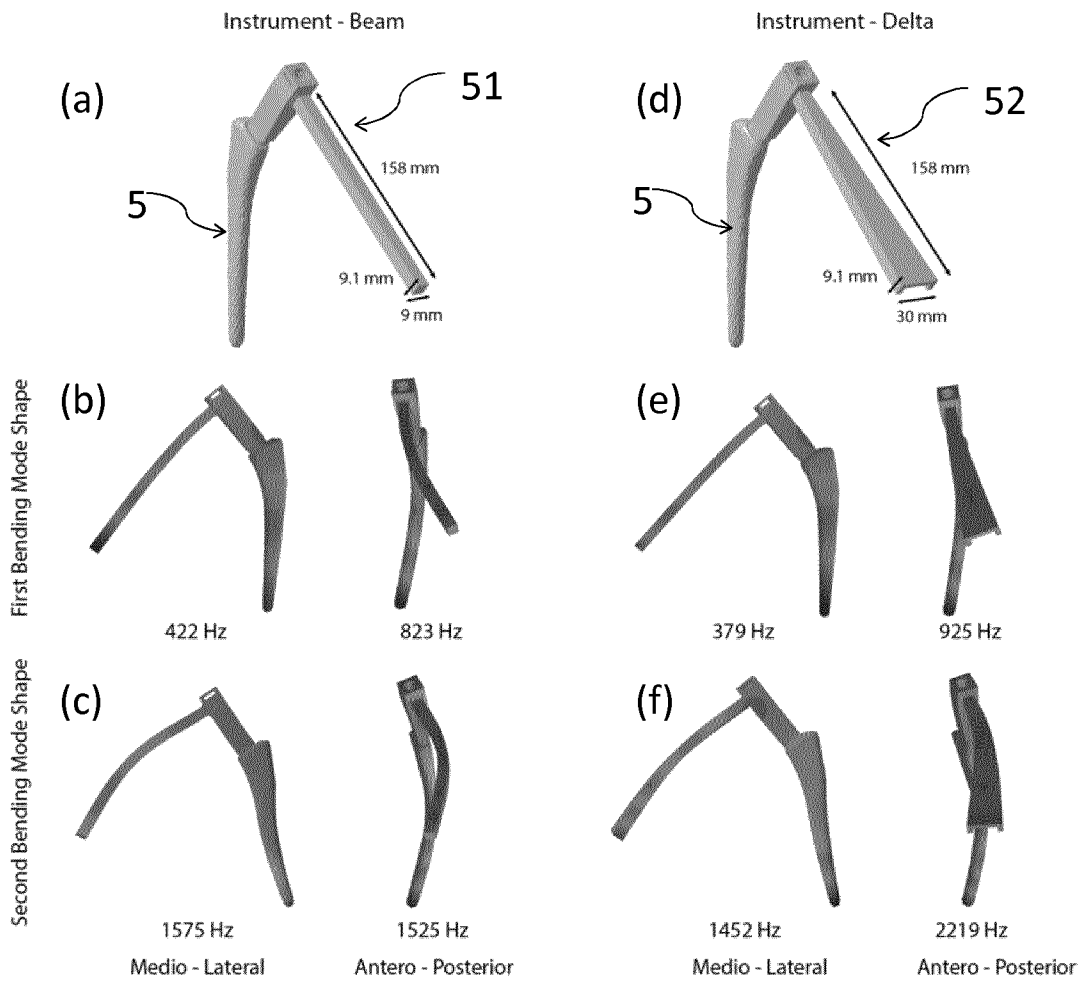 Instrument - Beam
Instrument - Delta
(a)
51
158 mm
5
9.1 mm
9 mm
(d)
52
158 mm
5
9.1 mm
30 mm
First Bending Mode Shape
(b)
422 Hz
823 Hz
(e)
379 Hz
925 Hz
Second Bending Mode Shape
(c)
1575 Hz
1525 Hz
(f)
1452 Hz
2219 Hz
Medio - Lateral
Antero - Posterior
Medio - Lateral
Antero - Posterior